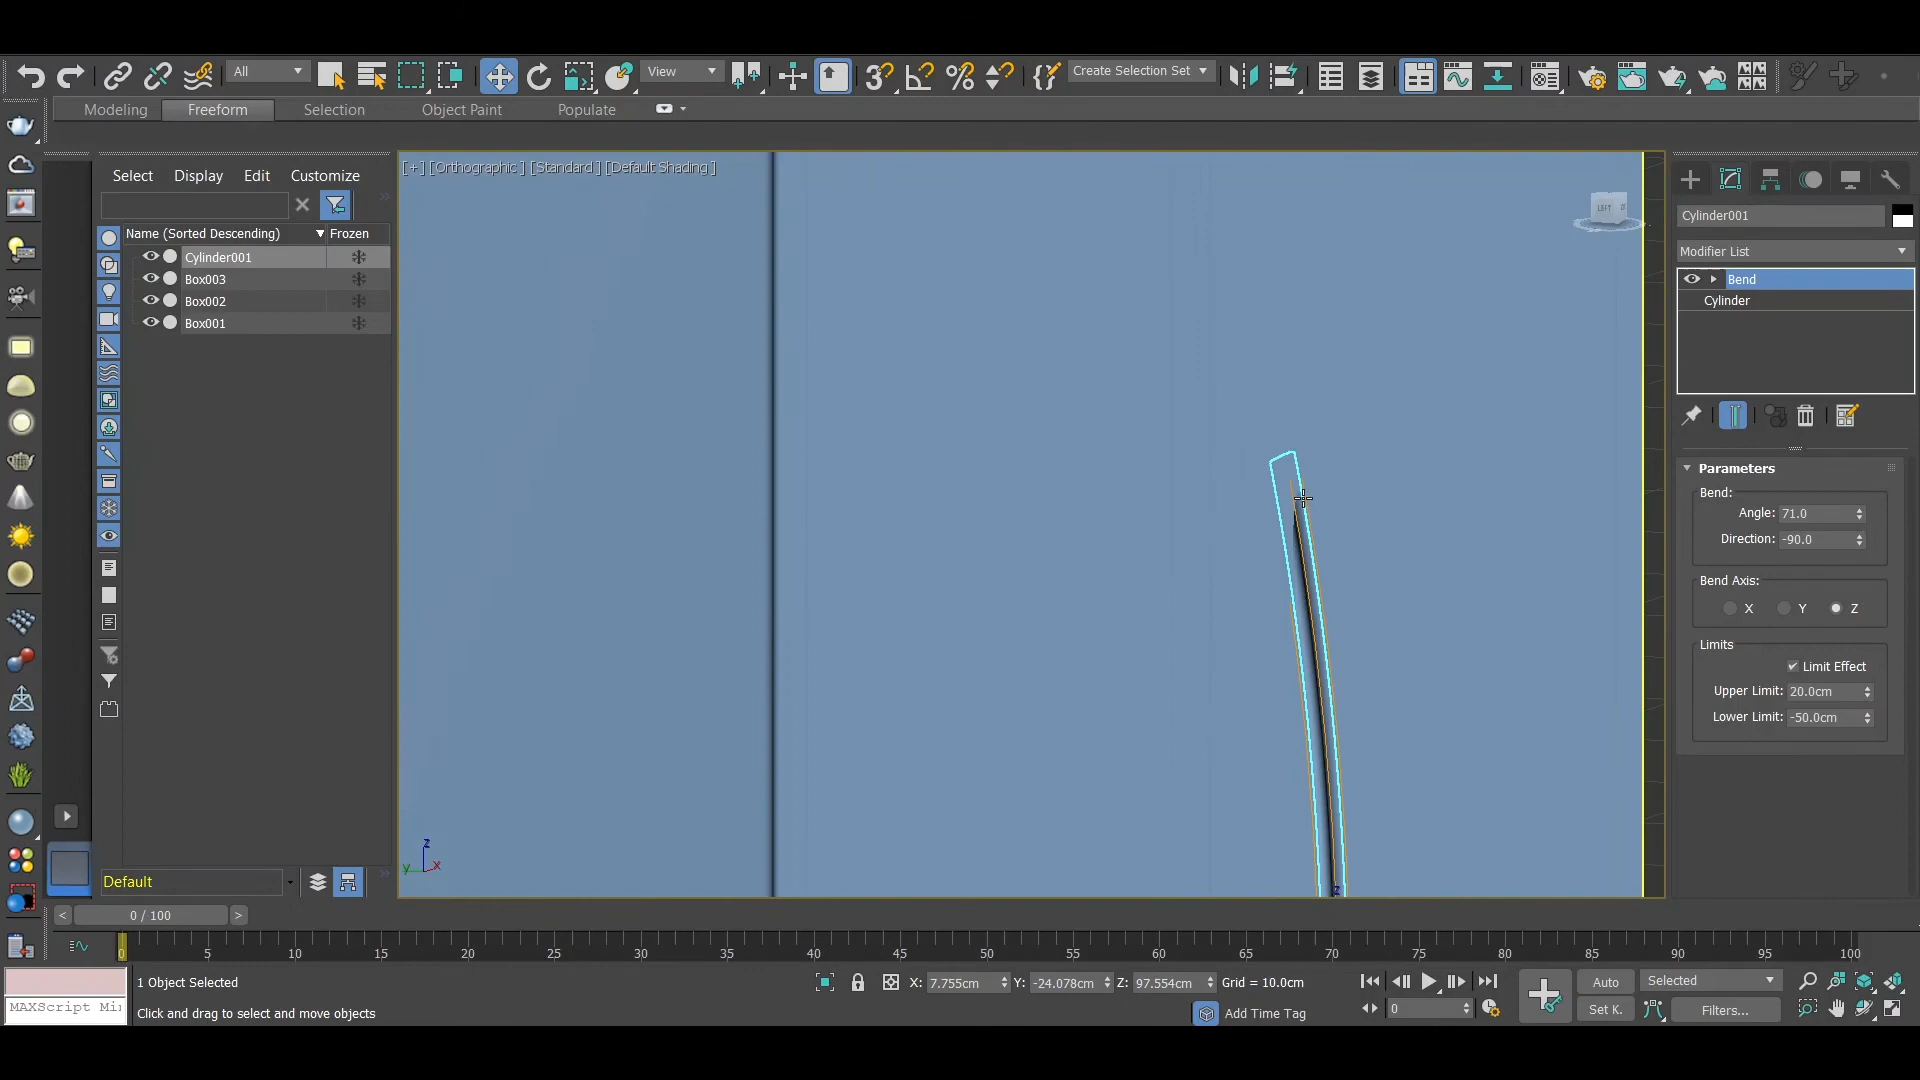 All
View
Create Selection Set
Modeling
Freeform
Selection
Object Paint
Populate
Select
Display
Edit
Customize
[ + ] [Orthographic ] [Standard ] [Default Shading ]
LEFT
Name (Sorted Descending)
Frozen
Cylinder001
Box003
Box002
Box001
Cylinder001
Modifier List
Bend
Cylinder
Parameters
Bend:
Angle: 71.0
Direction: -90.0
Bend Axis:
X Y Z
Limits
Limit Effect
Upper Limit: 20.0cm
Lower Limit: -50.0cm
z
y x
z
Default
< 0 / 100 >
0 5 10 15 20 25 30 35 40 45 50 55 60 65 70 75 80 85 90 95 100
1 Object Selected
X: 7.755cm Y: -24.078cm Z: 97.554cm Grid = 10.0cm
Auto
Selected
MAXScript Mi
Click and drag to select and move objects
Add Time Tag
0
Set K.
Filters...